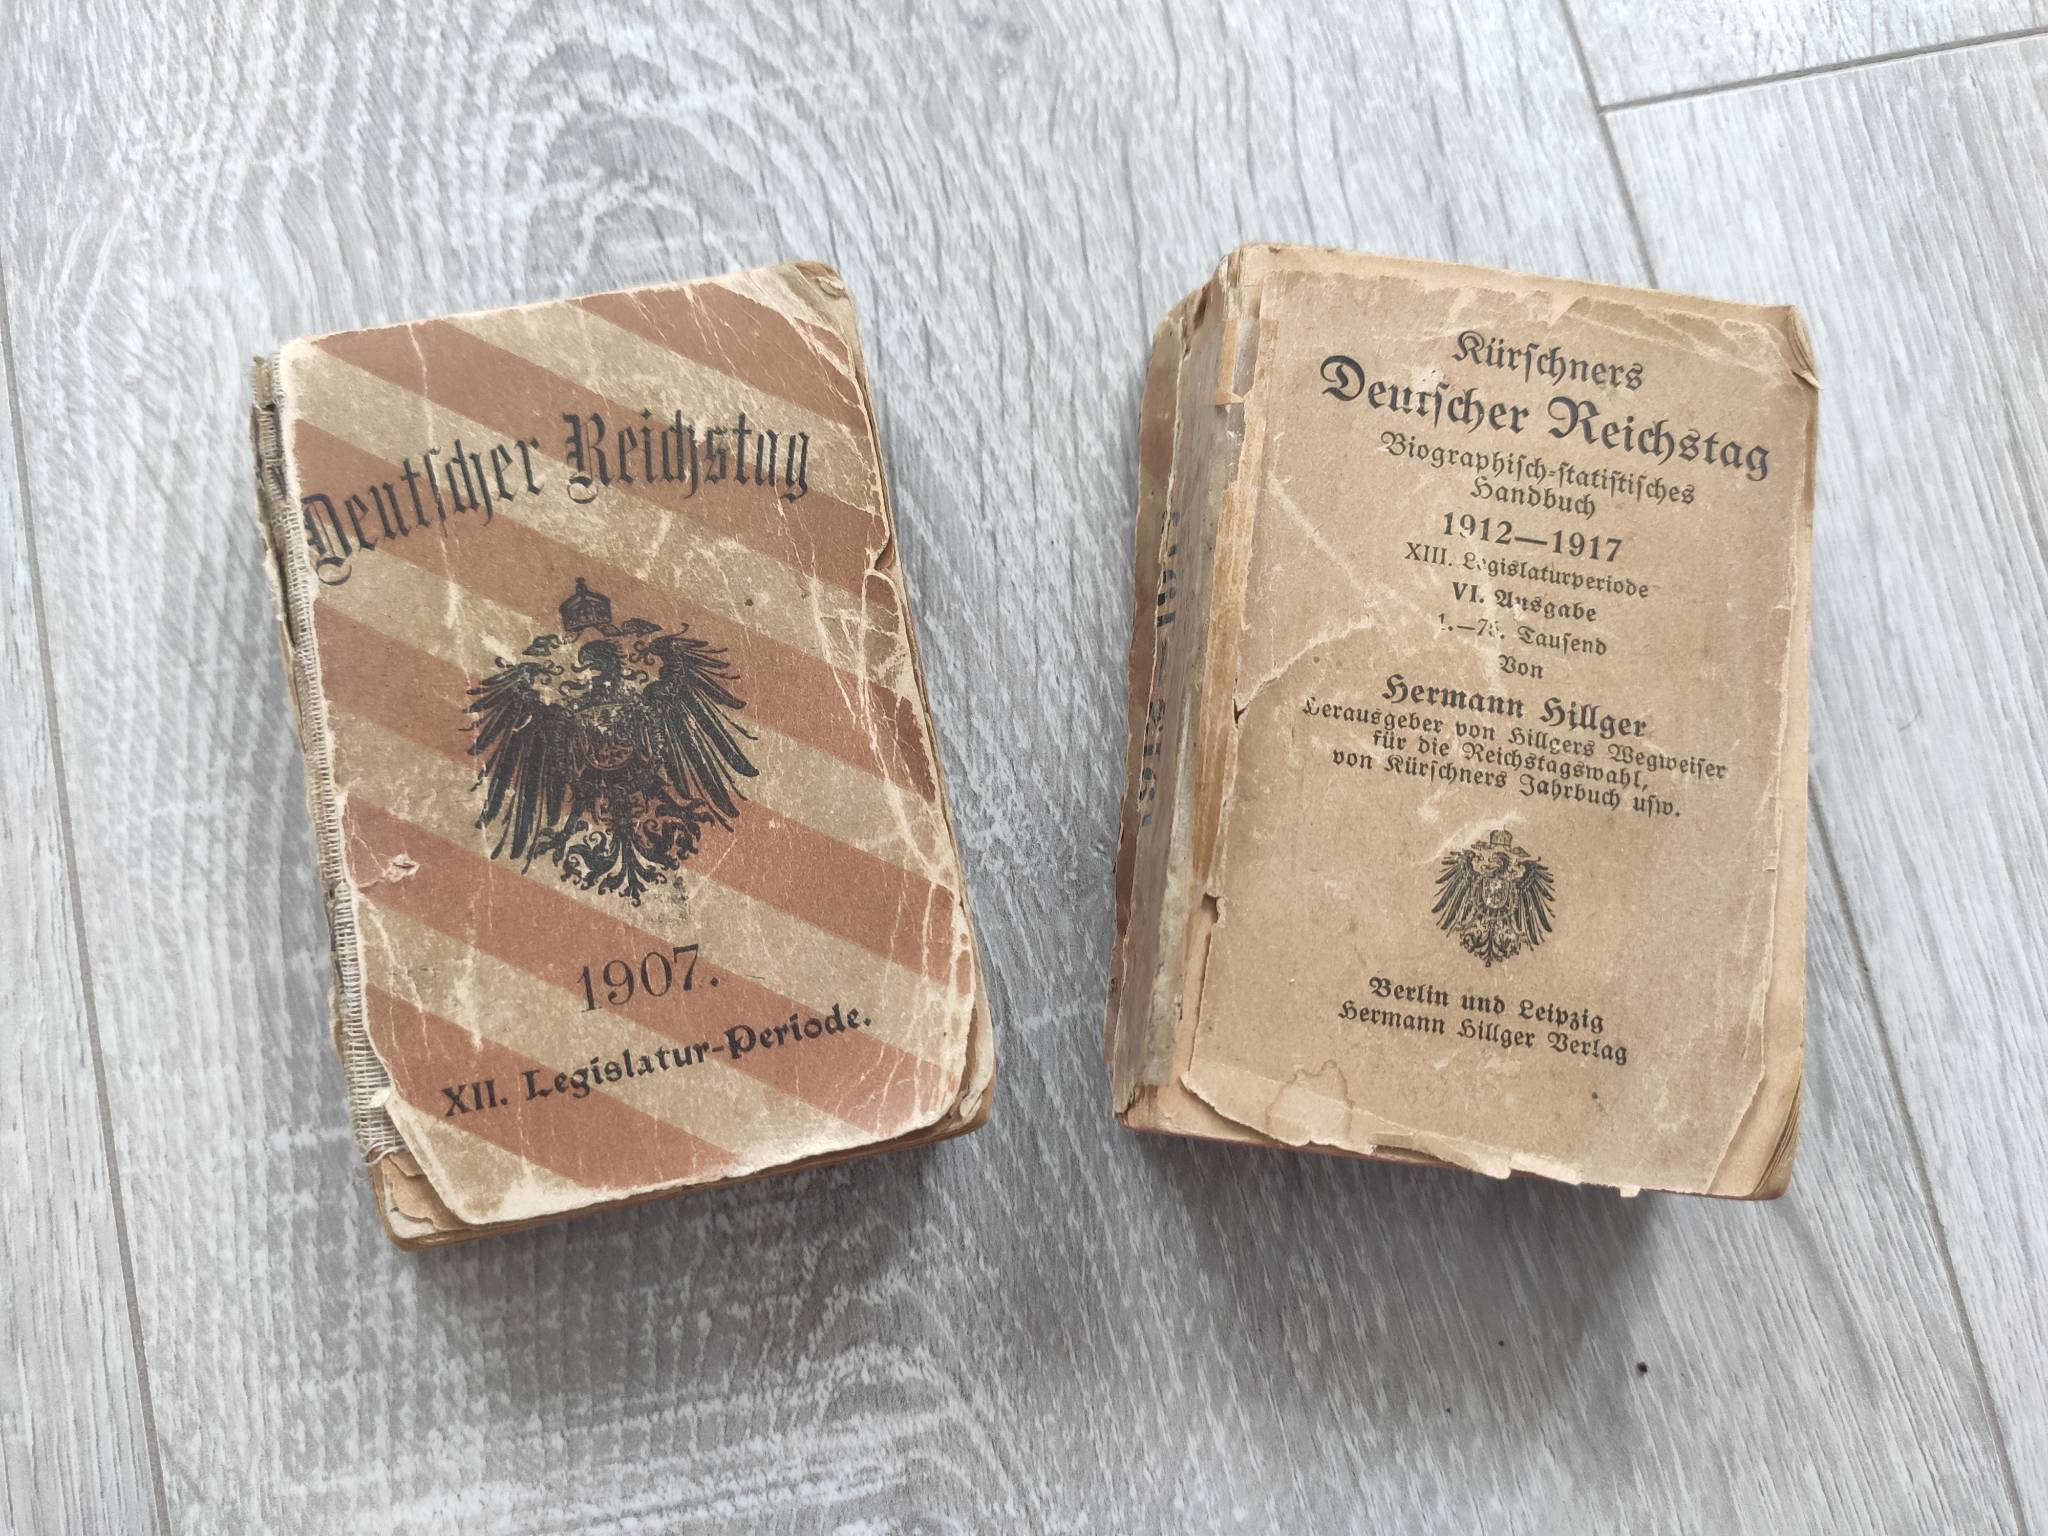 Deutscher Reichstag
1907.
XII. Legislatur-Periode.
Kürschners
Deutscher Reichstag
Biographisch-statistisches
Handbuch
1912—1917
XIII. Legislaturperiode
VI. Ausgabe
Tausend
Von
Hermann Hillger
Herausgeber von Hillgers Wegweiser
für die Reichstagswahl,
von Kürschners Jahrbuch usw.
Berlin und Leipzig
Hermann Hillger Verlag